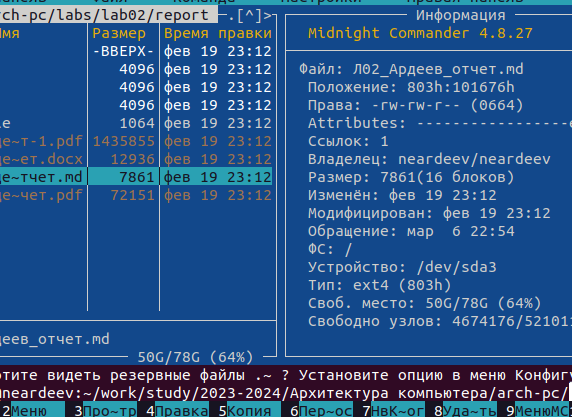 rch-pc/labs/lab02/report .[^]>
Имя Размер Время правки
-ВВЕРХ- фев 19 23:12
4096 фев 19 23:12
4096 фев 19 23:12
4096 фев 19 23:12
le 1064 фев 19 23:12
де~т-1.pdf 1435855 фев 19 23:12
де~ет.docx 12936 фев 19 23:12
де~тчет.md 7861 фев 19 23:12
де~чет.pdf 72151 фев 19 23:12
деев_отчет.md
50G/78G (64%)
Информация
Midnight Commander 4.8.27
Файл: Л02_Ардеев_отчет.md
Положение: 803h:101676h
Права: -rw-rw-r-- (0664)
Attributes: --------------e
Ссылок: 1
Владелец: neardeev/neardeev
Размер: 7861(16 блоков)
Изменён: фев 19 23:12
Модифицирован: фев 19 23:12
Обращение: мар 6 22:54
ФС: /
Устройство: /dev/sda3
Тип: ext4 (803h)
Своб. место: 50G/78G (64%)
Свободно узлов: 4674176/521011
отите видеть резервные файлы .~ ? Установите опцию в меню Конфигу
neardeev:~/work/study/2023-2024/Архитектура компьютера/arch-pc/
2Меню 3Про~тр 4Правка 5Копия 6Пер~ос 7НвК~ог 8Уда~ть 9МенюMC